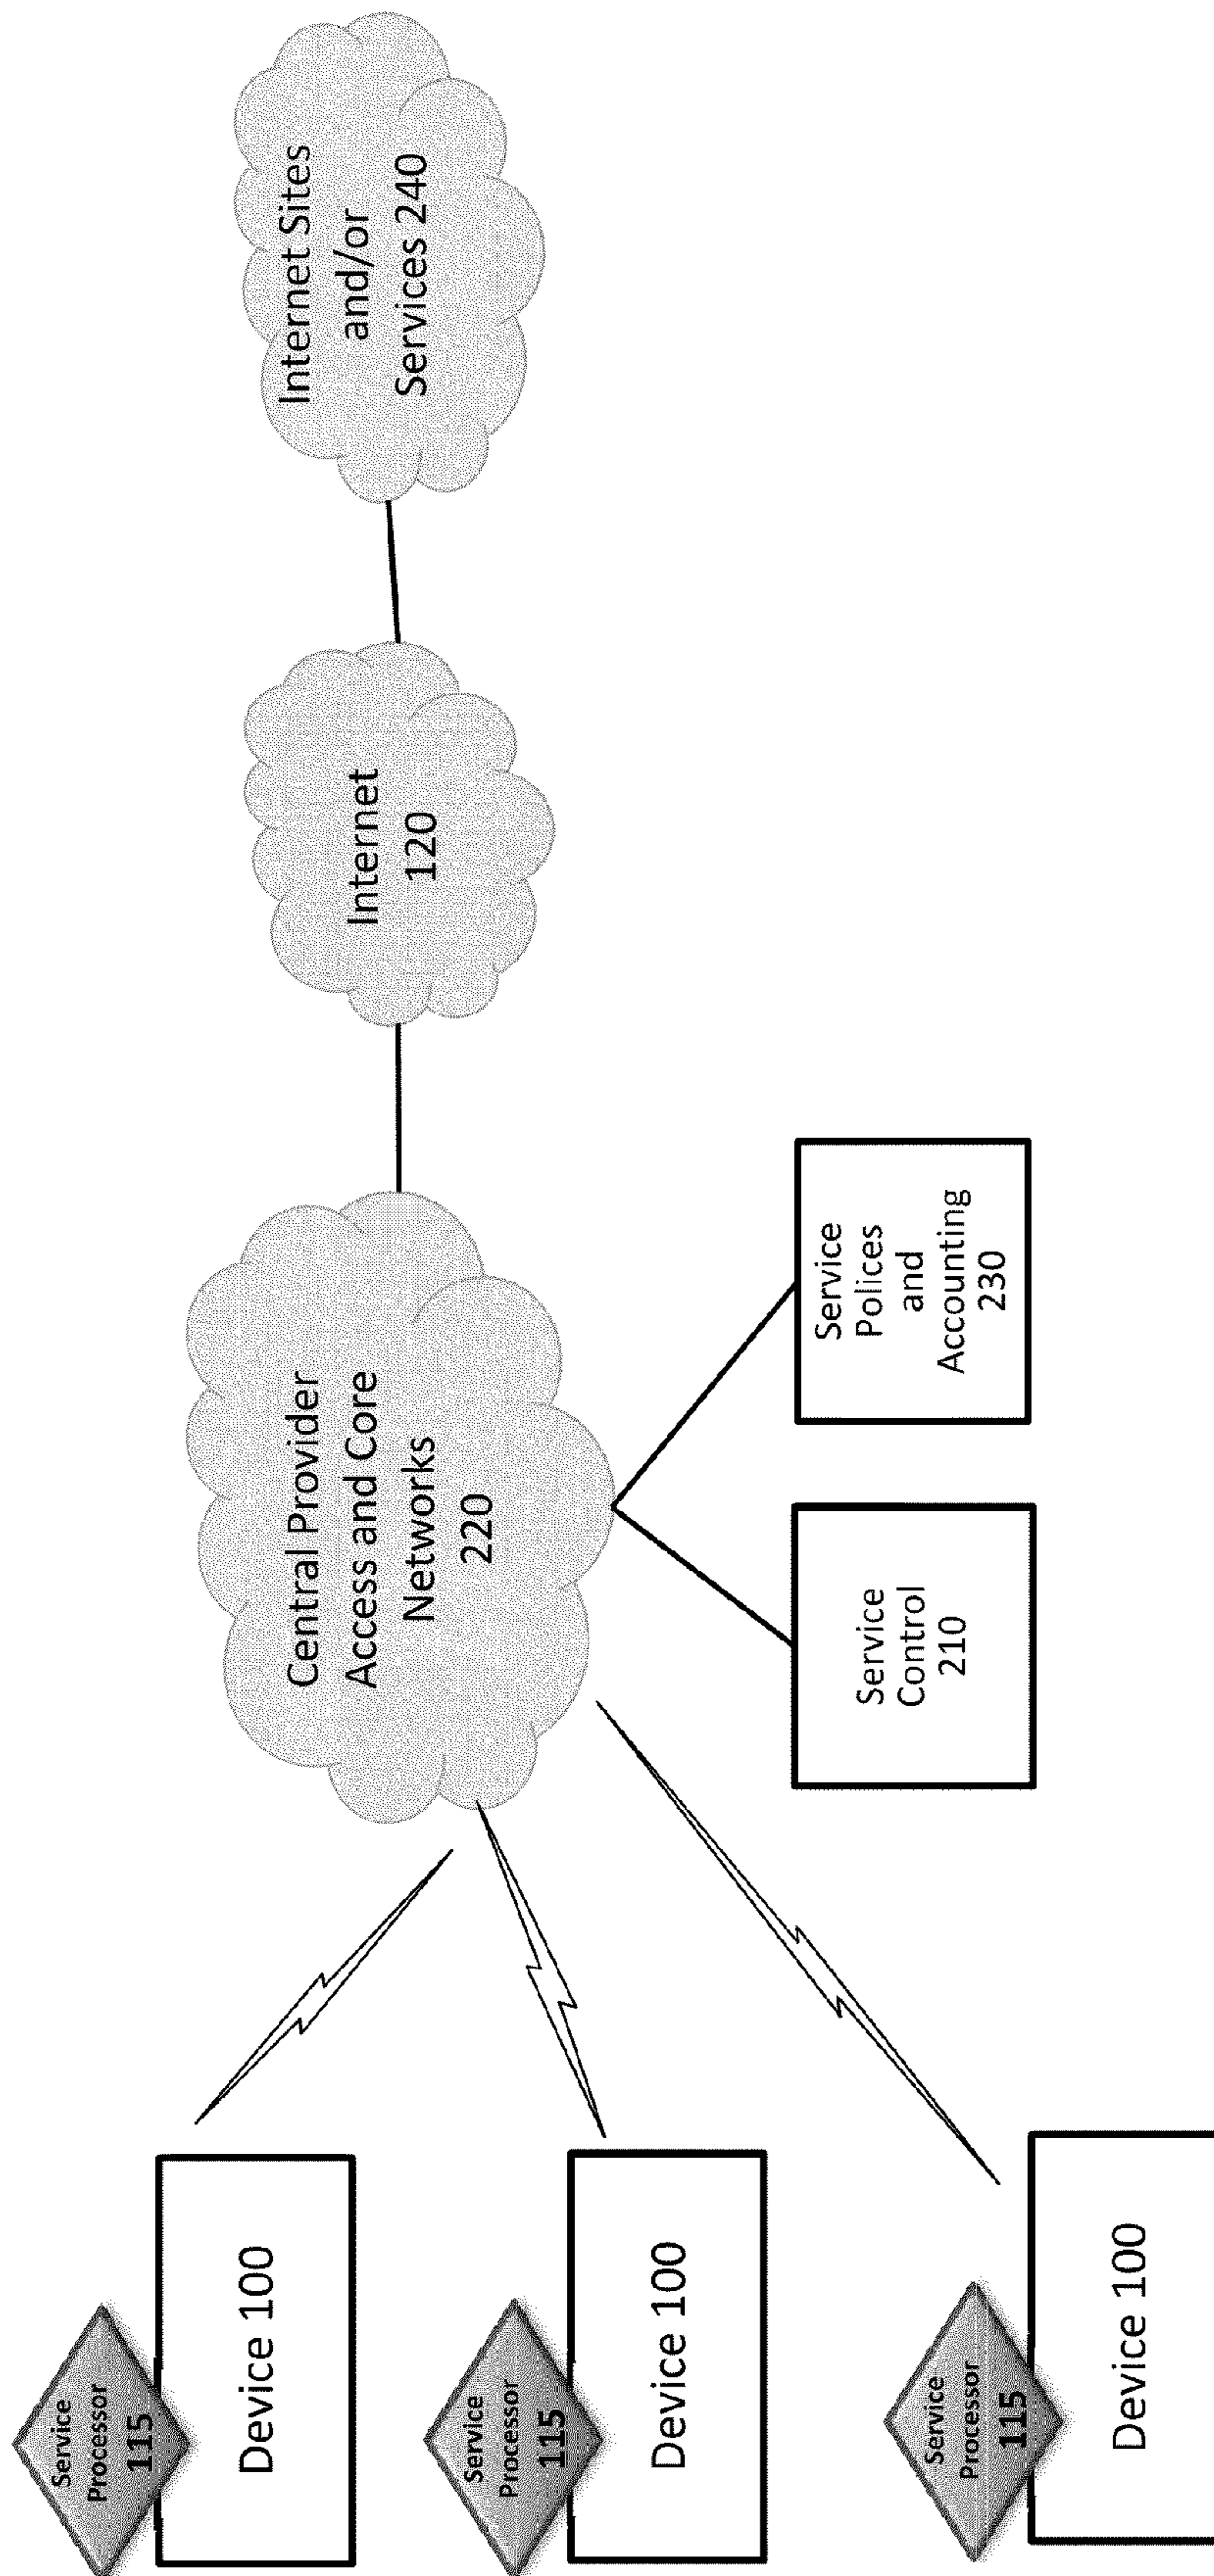 Service
Processor
115
Device 100
Service
Processor
115
Device 100
Service
Processor
115
Device 100
Central Provider
Access and Core
Networks
220
Service
Control
210
Service
Polices
and
Accounting
230
Internet
120
Internet Sites
and/or
Services 240